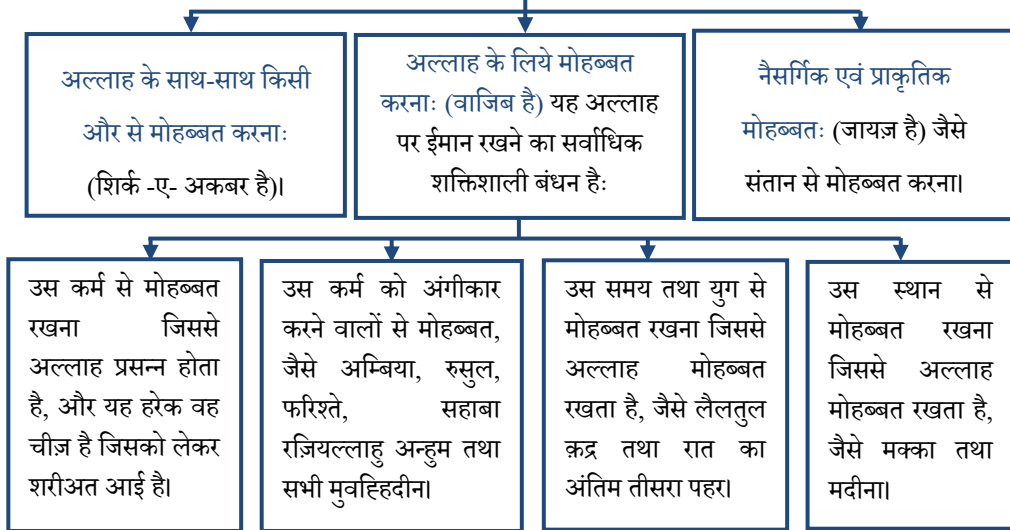 अल्लाह के साथ-साथ किसी
और से मोहब्बत करनाः
(शिर्क -ए- अकबर है)।
अल्लाह के लिये मोहब्बत
करनाः (वाजिब है) यह अल्लाह
पर ईमान रखने का सर्वाधिक
शक्तिशाली बंधन हैः
नैसर्गिक एवं प्राकृतिक
मोहब्बतः (जायज़ है) जैसे
संतान से मोहब्बत करना।
उस कर्म से मोहब्बत
रखना जिससे
अल्लाह प्रसन्न होता
है, और यह हरेक वह
चीज़ है जिसको लेकर
शरीअत आई है।
उस कर्म को अंगीकार
करने वालों से मोहब्बत,
जैसे अम्बिया, रुसुल,
फरिश्ते, सहाबा
रज़ियल्लाहु अन्हुम तथा
सभी मुवह्हिदीन।
उस समय तथा युग से
मोहब्बत रखना जिससे
अल्लाह मोहब्बत
रखता है, जैसे लैलतुल
क़द्र तथा रात का
अंतिम तीसरा पहर।
उस स्थान से
मोहब्बत रखना
जिससे अल्लाह
मोहब्बत रखता है,
जैसे मक्का तथा
मदीना।